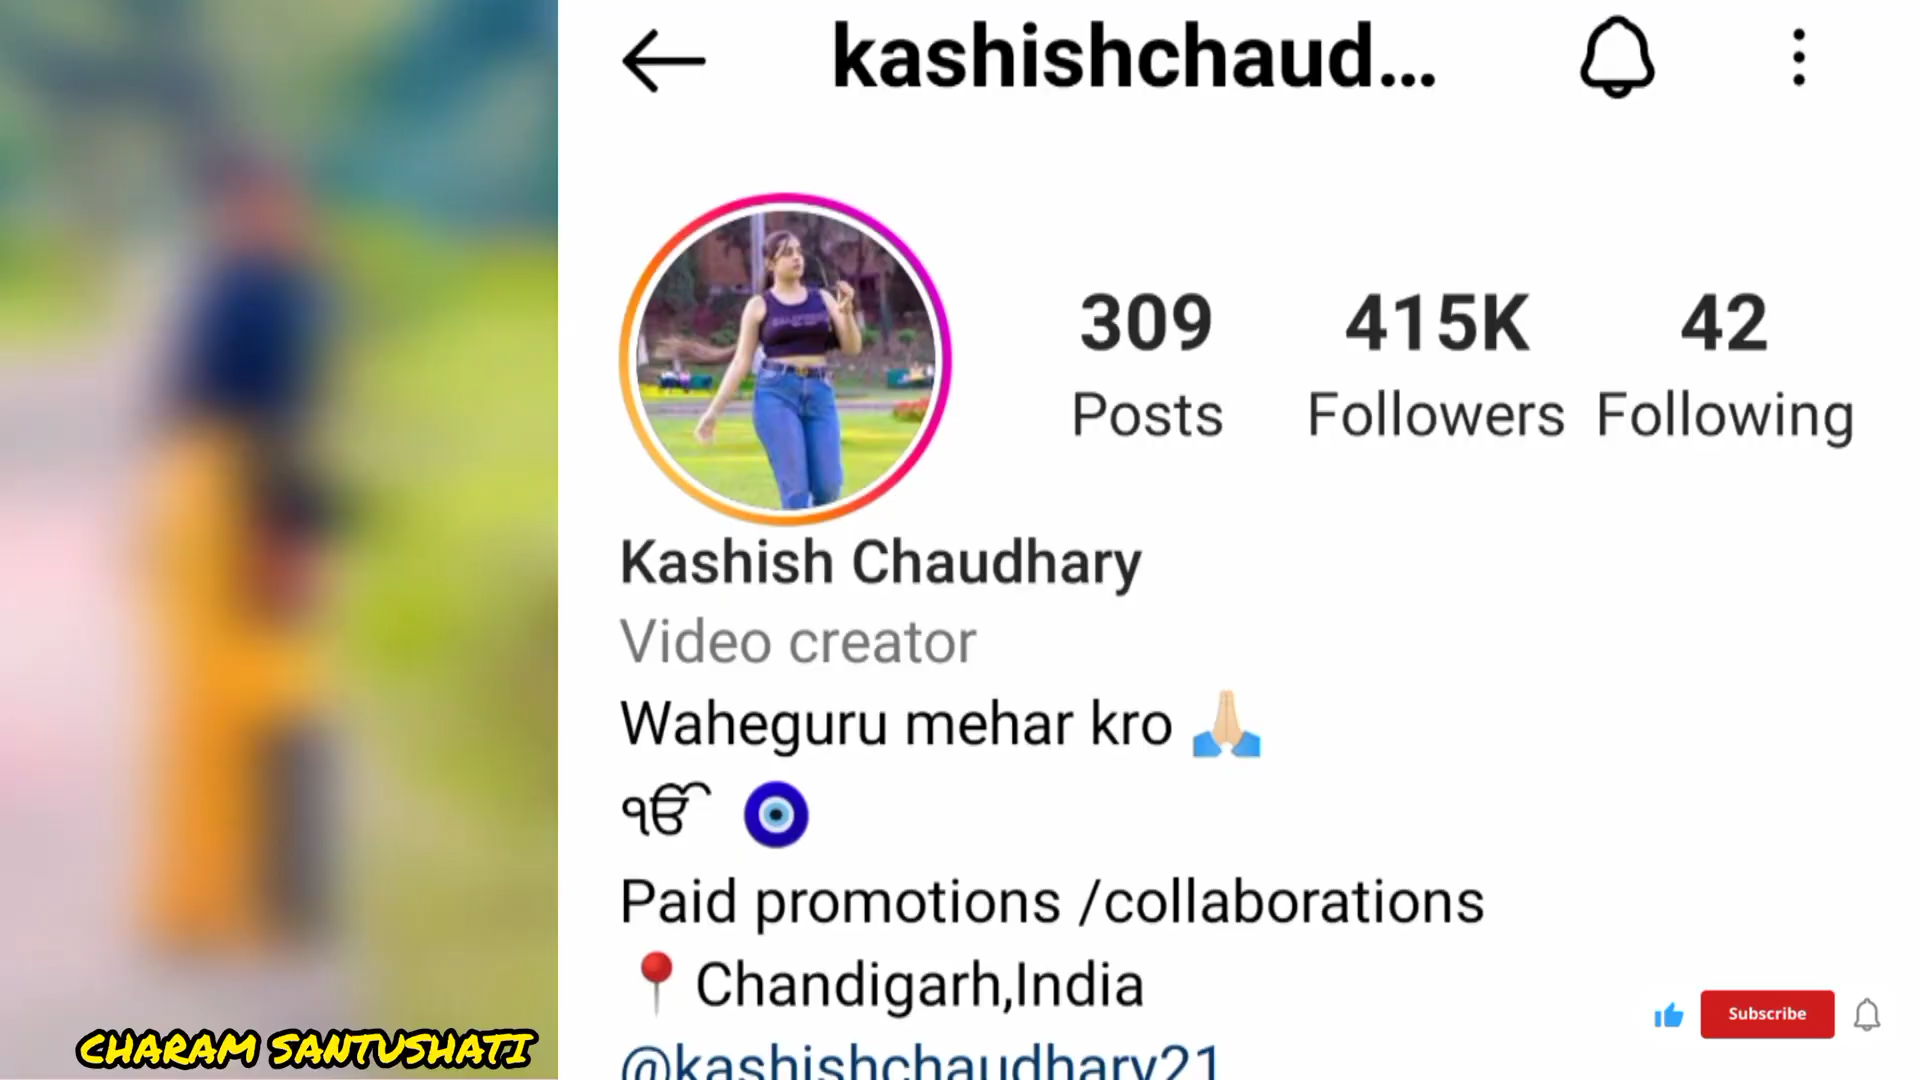 kashishchaud...
309 415K 42
Posts Followers Following
Kashish Chaudhary
Video creator
Waheguru mehar kro 🙏🏻
ੴ 🧿
Paid promotions /collaborations
📍Chandigarh,India
@kashishchaudhary21
Subscribe
CHARAM SANTUSHATI